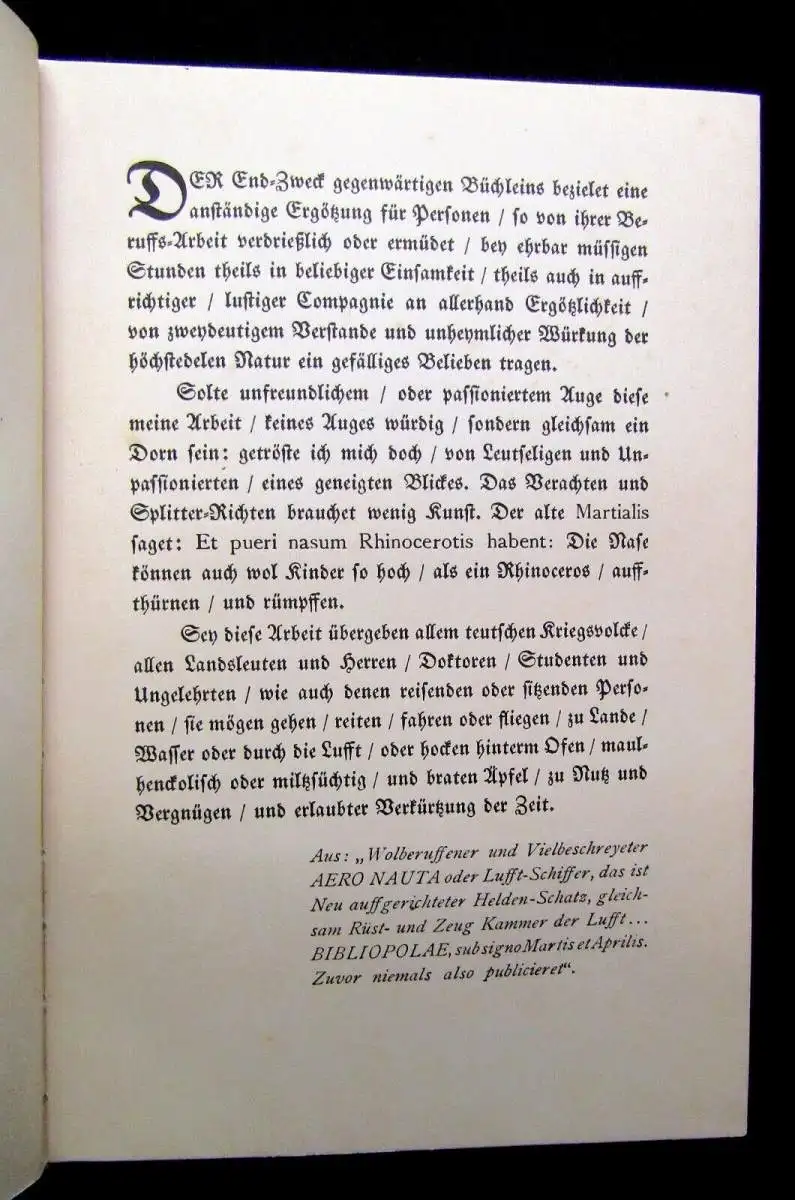 DER End-Zweck gegenwärtigen Büchleins bezielet eine
anständige Ergötzung für Personen / so von ihrer Be-
ruffs-Arbeit verdrießlich oder ermüdet / bey ehrbar müssigen
Stunden theils in beliebiger Einsamkeit / theils auch in auff-
richtiger / lustiger Compagnie an allerhand Ergötzlichkeit /
von zweydeutigem Verstande und unheymlicher Würkung der
höchstedelen Natur ein gefälliges Belieben tragen.
Solte unfreundlichem / oder passioniertem Auge diese
meine Arbeit / keines Auges würdig / sondern gleichsam ein
Dorn sein: getröste ich mich doch / von Leutseligen und Un-
passionierten / eines geneigten Blickes. Das Verachten und
Splitter-Richten brauchet wenig Kunst. Der alte Martialis
saget: Et pueri nasum Rhinocerotis habent: Die Nase
können auch wol Kinder so hoch / als ein Rhinoceros / auff-
thürnen / und rümpffen.
Sey diese Arbeit übergeben allem teutschen Kriegsvolcke /
allen Landsleuten und Herren / Doktoren / Studenten und
Ungelehrten / wie auch denen reisenden oder sitzenden Perso-
nen / sie mögen gehen / reiten / fahren oder fliegen / zu Lande /
Wasser oder durch die Lufft / oder hocken hinterm Ofen / maul-
henckolisch oder miltzsüchtig / und braten Äpfel / zu Nutz und
Vergnügen / und erlaubter Verkürtzung der Zeit.
Aus: „Wolberuffener und Vielbeschreyeter
AERO NAUTA oder Lufft-Schiffer, das ist
Neu auffgerichteter Helden-Schatz, gleich-
sam Rüst- und Zeug Kammer der Lufft...
BIBLIOPOLAE, sub signo Martis et Aprilis.
Zuvor niemals also publicieret“.